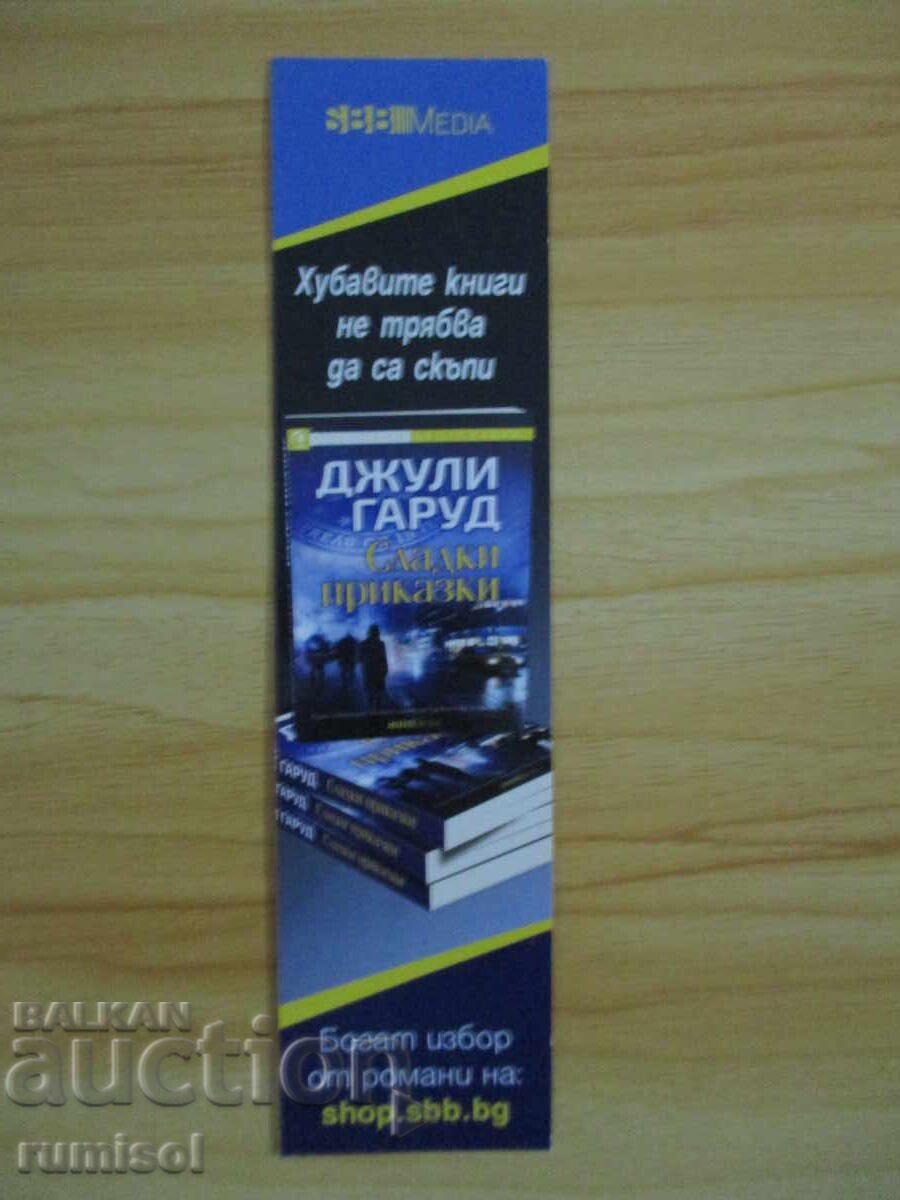 SBB MEDIA
Хубавите книги
не трябва
да са скъпи
ДЖУЛИ
ГАРУД
Сладки
приказки
приказки
ГАРУД Сладки приказки
ГАРУД Сладки приказки
ГАРУД Сладки приказки
Богат избор
от романи на:
shop.sbb.bg
BALKAN
auction
rumisol